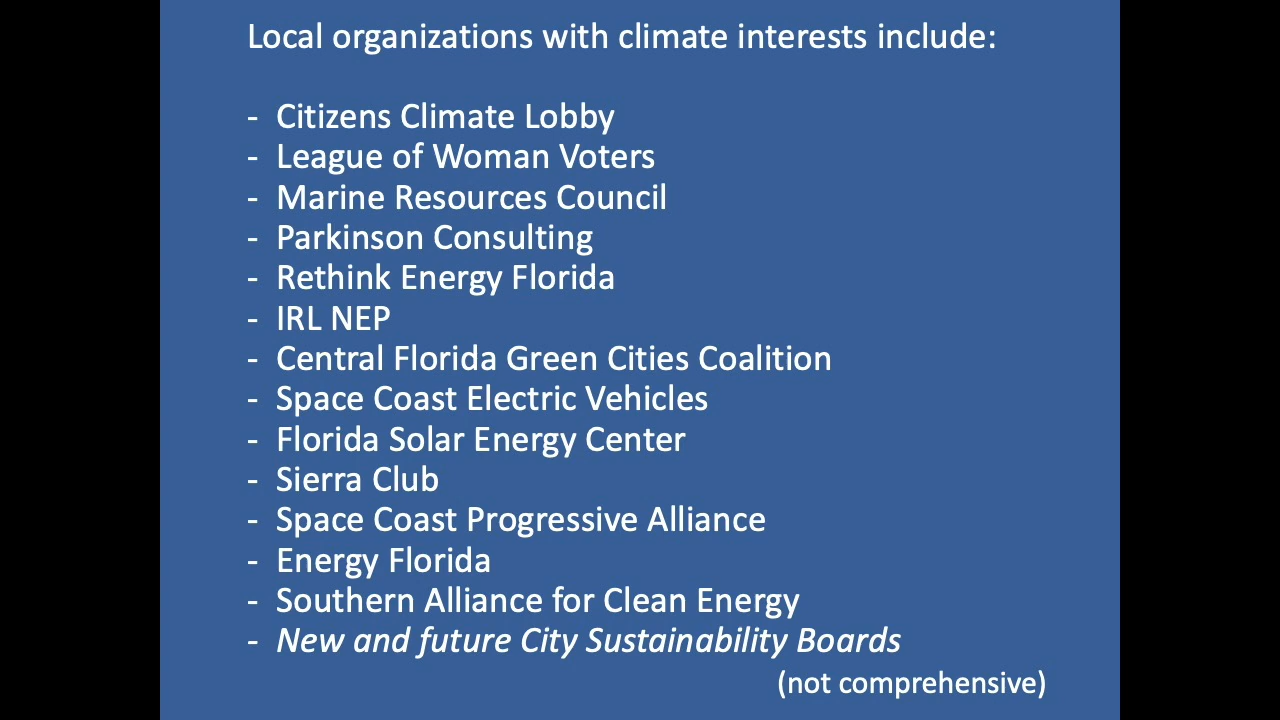 Local organizations with climate interests include:
- Citizens Climate Lobby
- League of Woman Voters
- Marine Resources Council
- Parkinson Consulting
- Rethink Energy Florida
- IRL NEP
- Central Florida Green Cities Coalition
- Space Coast Electric Vehicles
- Florida Solar Energy Center
- Sierra Club
- Space Coast Progressive Alliance
- Energy Florida
- Southern Alliance for Clean Energy
- New and future City Sustainability Boards
(not comprehensive)